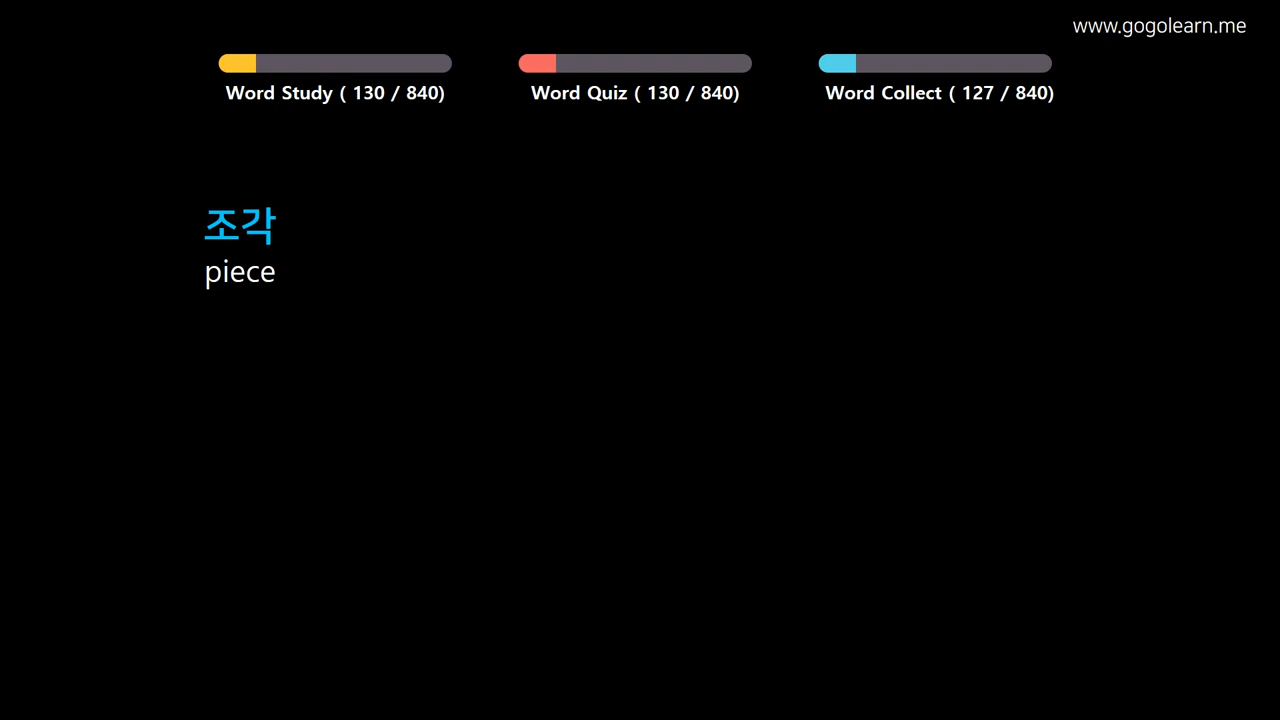 www.gogolearn.me
Word Study ( 130 / 840)
Word Quiz ( 130 / 840)
Word Collect ( 127 / 840)
조각
piece